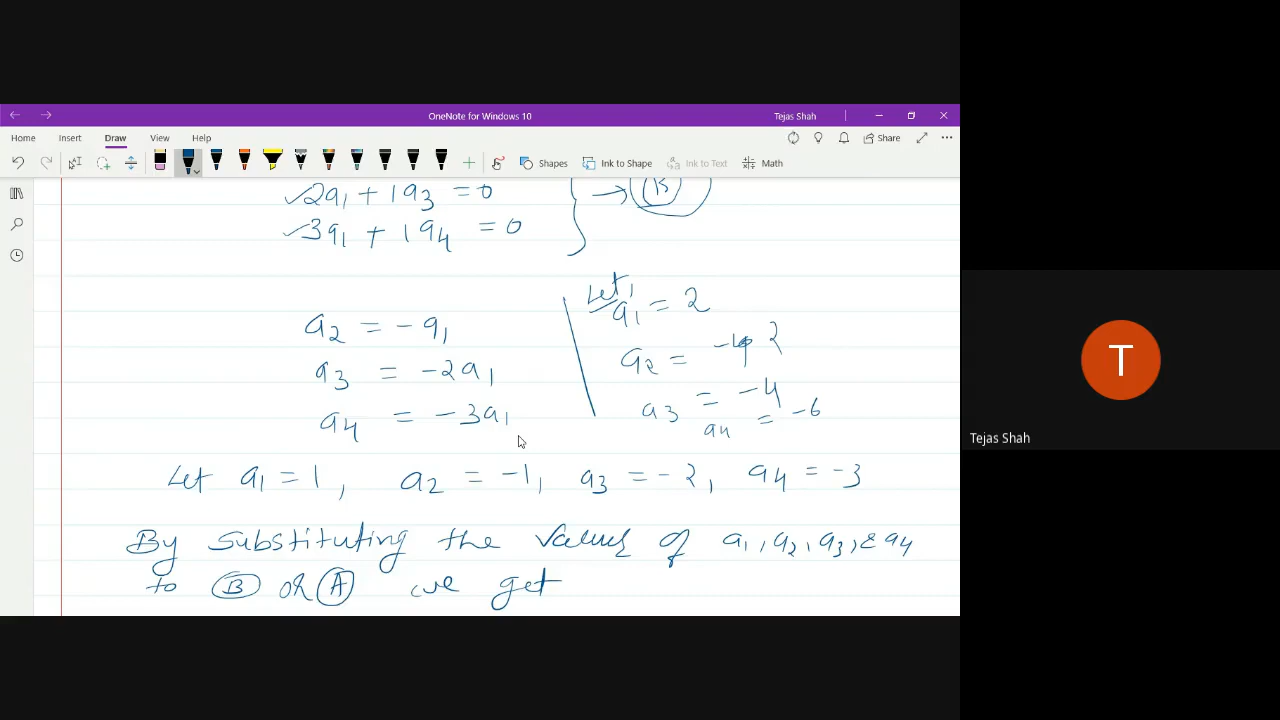 OneNote for Windows 10
Tejas Shah
Home Insert Draw View Help
Share
Shapes Ink to Shape Ink to Text Math
2a1 + 1a3 = 0
3a1 + 1a4 = 0
→ B
a2 = -a1
a3 = -2a1
a4 = -3a1
Let,
a1 = 2
a2 = - 2
a3 = -4
a4 = -6
Let a1 = 1, a2 = -1, a3 = -2, a4 = -3
By substituting the values of a1, a2, a3, & a4
to B or A we get
T
Tejas Shah